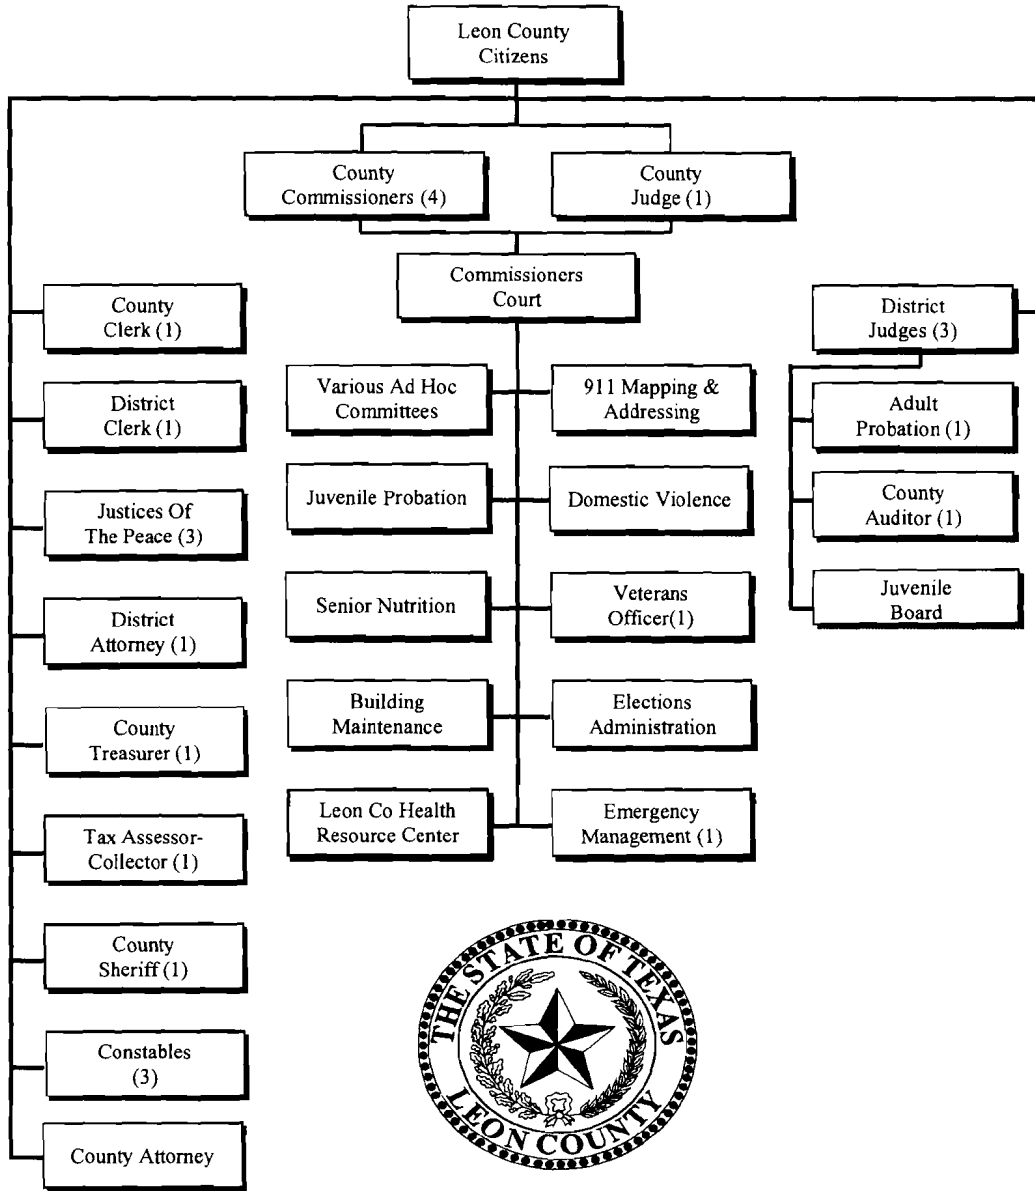 Leon County
Citizens
County
Commissioners (4)
County
Judge (1)
Commissioners
Court
County
Clerk (1)
District
Clerk (1)
Justices Of
The Peace (3)
District
Attorney (1)
County
Treasurer (1)
Tax Assessor-
Collector (1)
County
Sheriff (1)
Constables
(3)
County Attorney
Various Ad Hoc
Committees
911 Mapping &
Addressing
Juvenile Probation
Domestic Violence
Senior Nutrition
Veterans
Officer(1)
Building
Maintenance
Elections
Administration
Leon Co Health
Resource Center
Emergency
Management (1)
District
Judges (3)
Adult
Probation (1)
County
Auditor (1)
Juvenile
Board
THE STATE OF TEXAS
LEON COUNTY